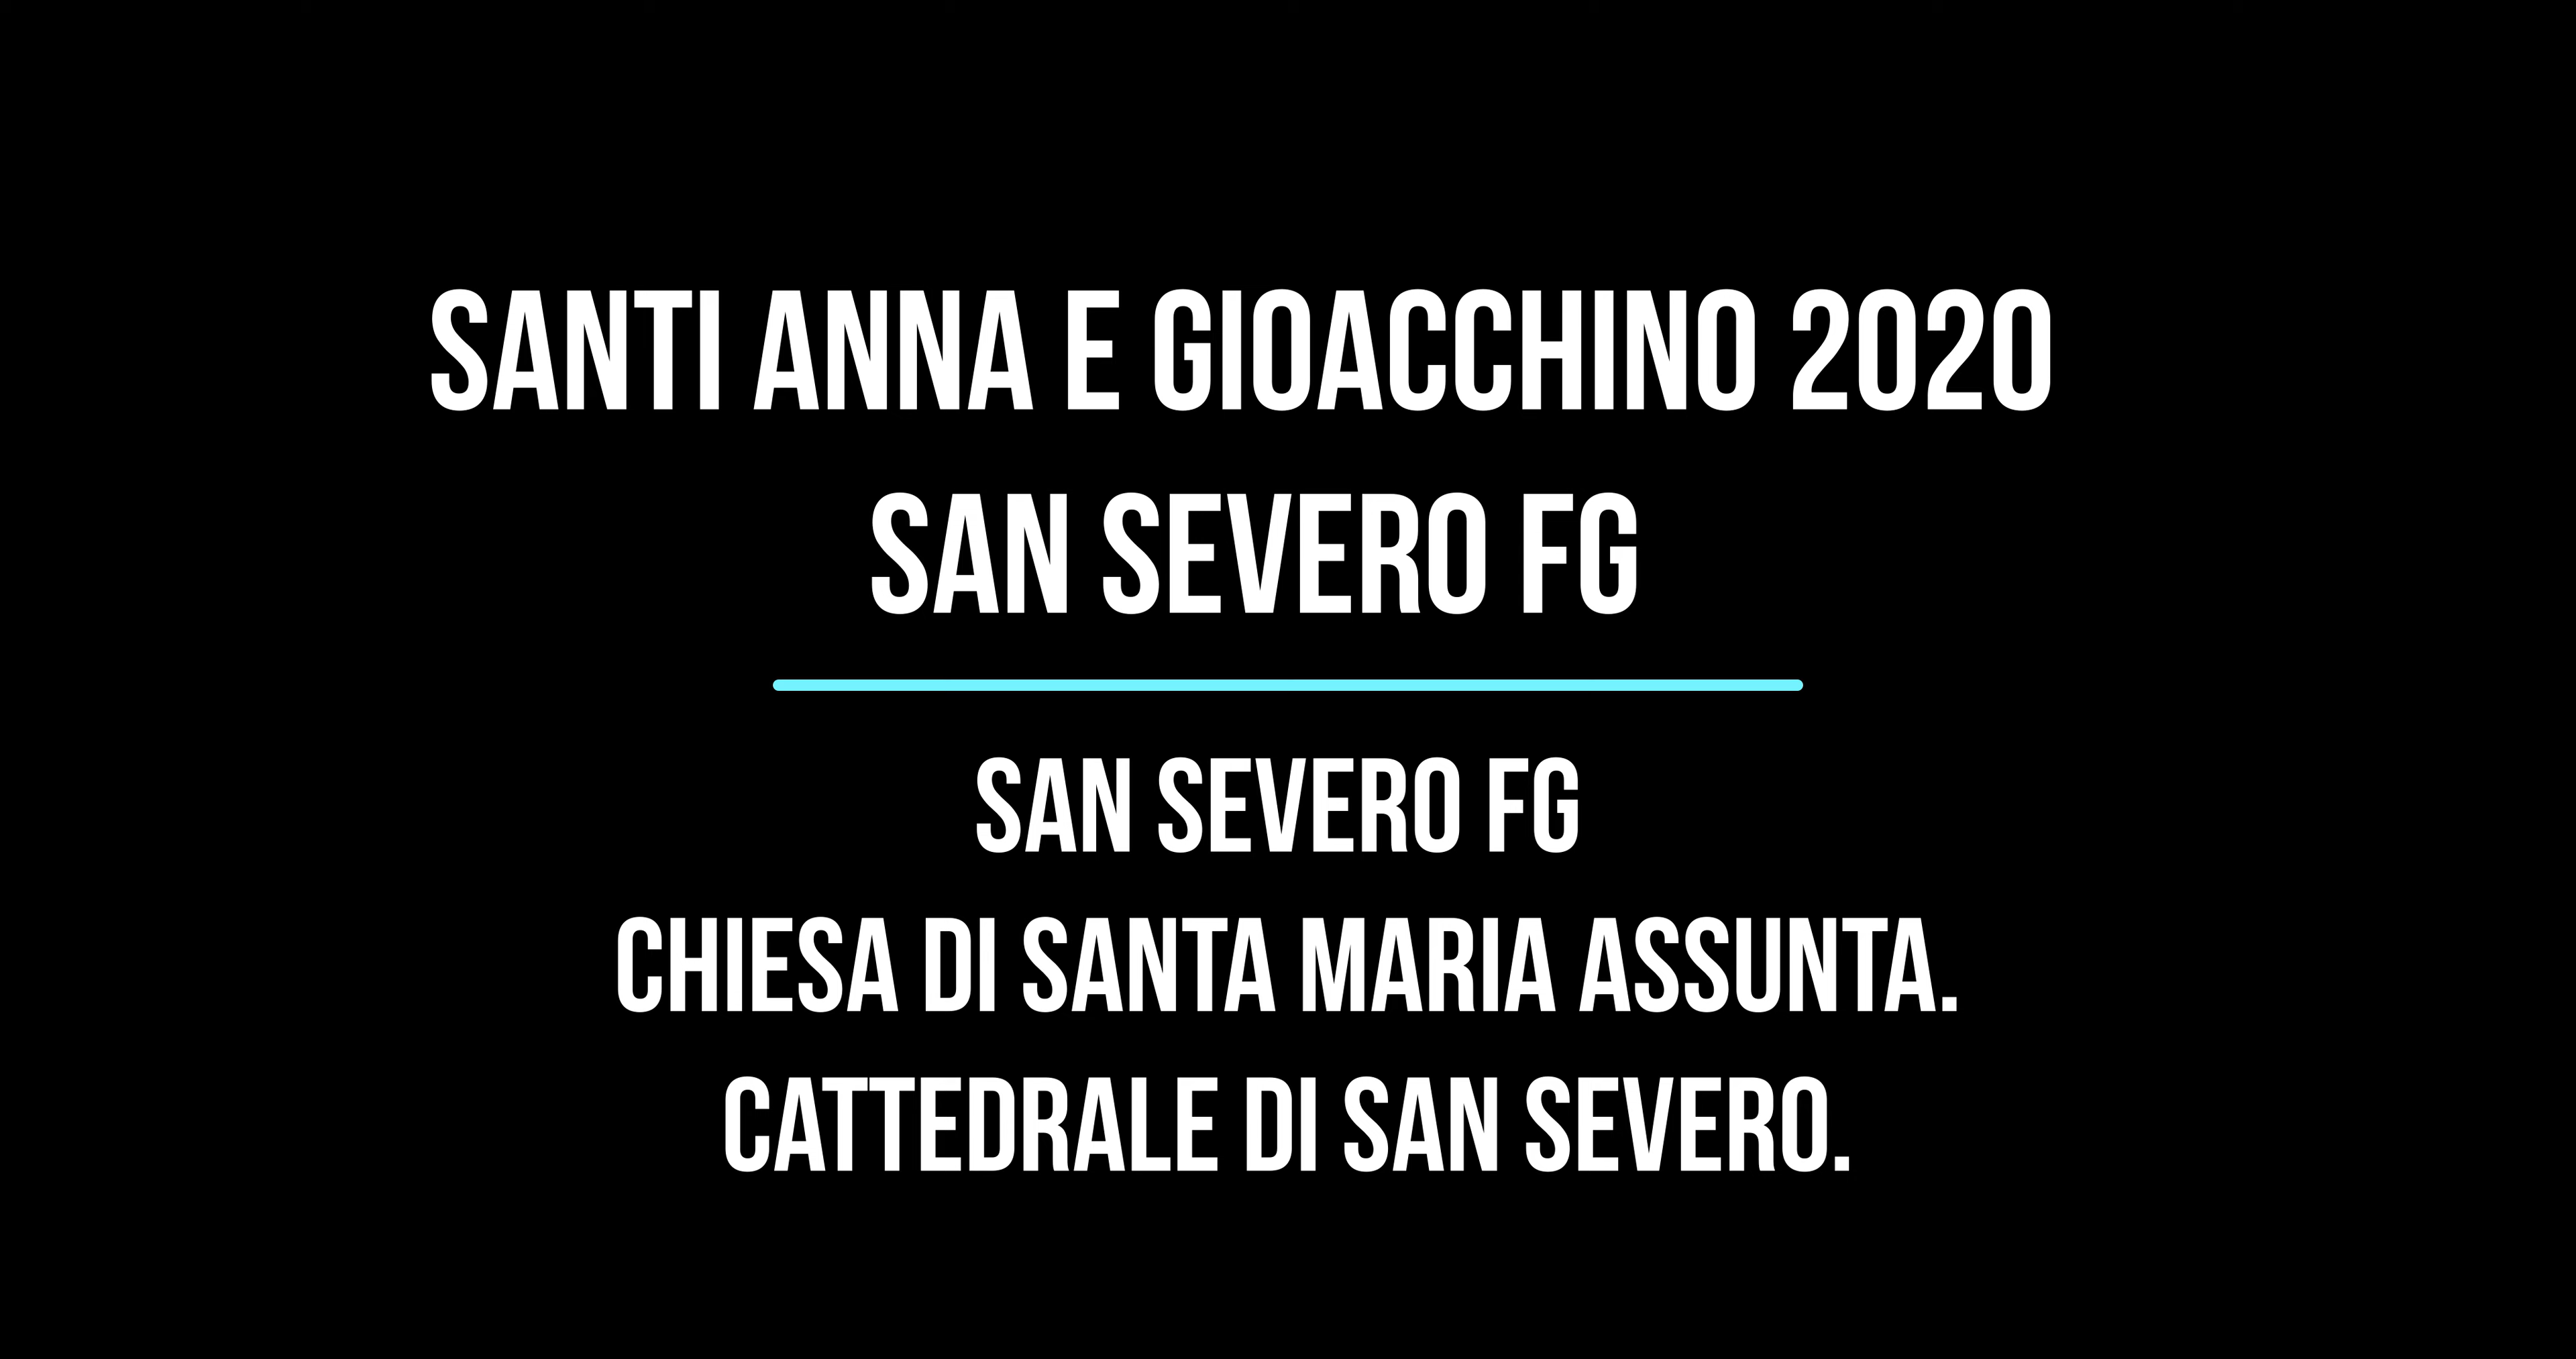 SANTI ANNA E GIOACCHINO 2020
SAN SEVERO FG
SAN SEVERO FG
CHIESA DI SANTA MARIA ASSUNTA.
CATTEDRALE DI SAN SEVERO.